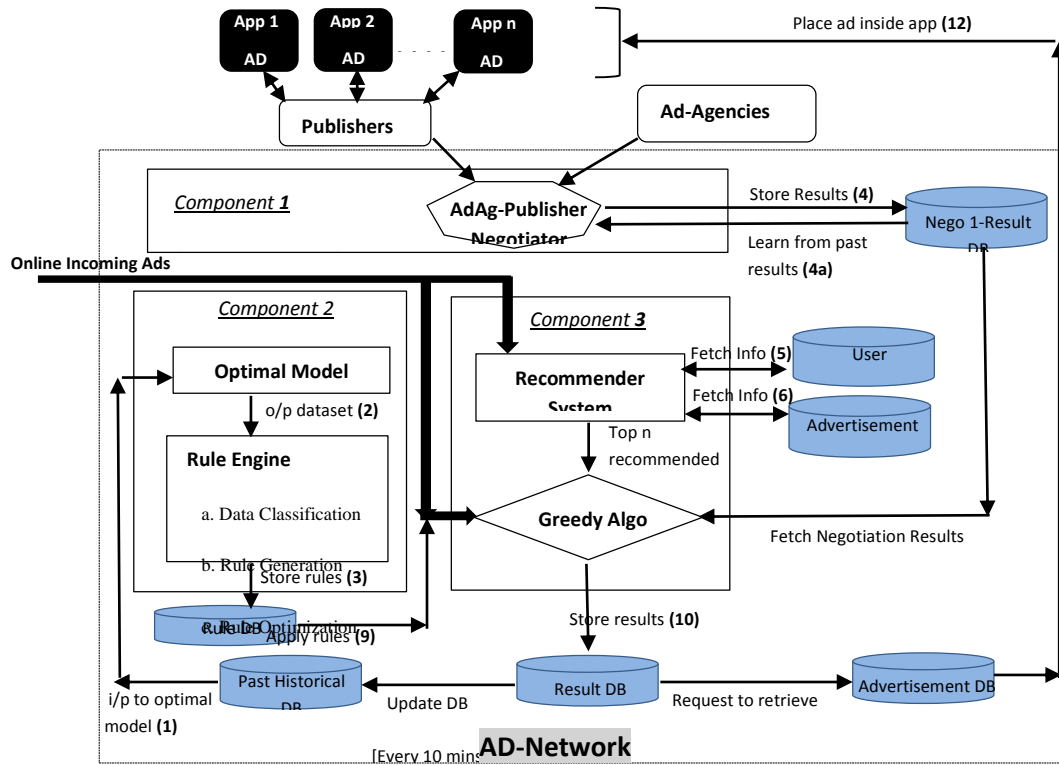 App 1
AD
App 2
AD
App n
AD
Place ad inside app (12)
Publishers
Ad-Agencies
Component 1
AdAg-Publisher
Negotiator
Store Results (4)
Nego 1-Result
DB
Learn from past
results (4a)
Online Incoming Ads
Component 2
Optimal Model
o/p dataset (2)
Rule Engine
a. Data Classification
b. Rule Generation
Store rules (3)
c. Rule Optimization
Rule DB
Apply rules (9)
Component 3
Recommender
System
Fetch Info (5)
User
Fetch Info (6)
Advertisement
Top n
recommended
Greedy Algo
Fetch Negotiation Results
Store results (10)
Past Historical
DB
i/p to optimal
model (1)
Update DB
Result DB
Request to retrieve
Advertisement DB
[Every 10 mins
AD-Network